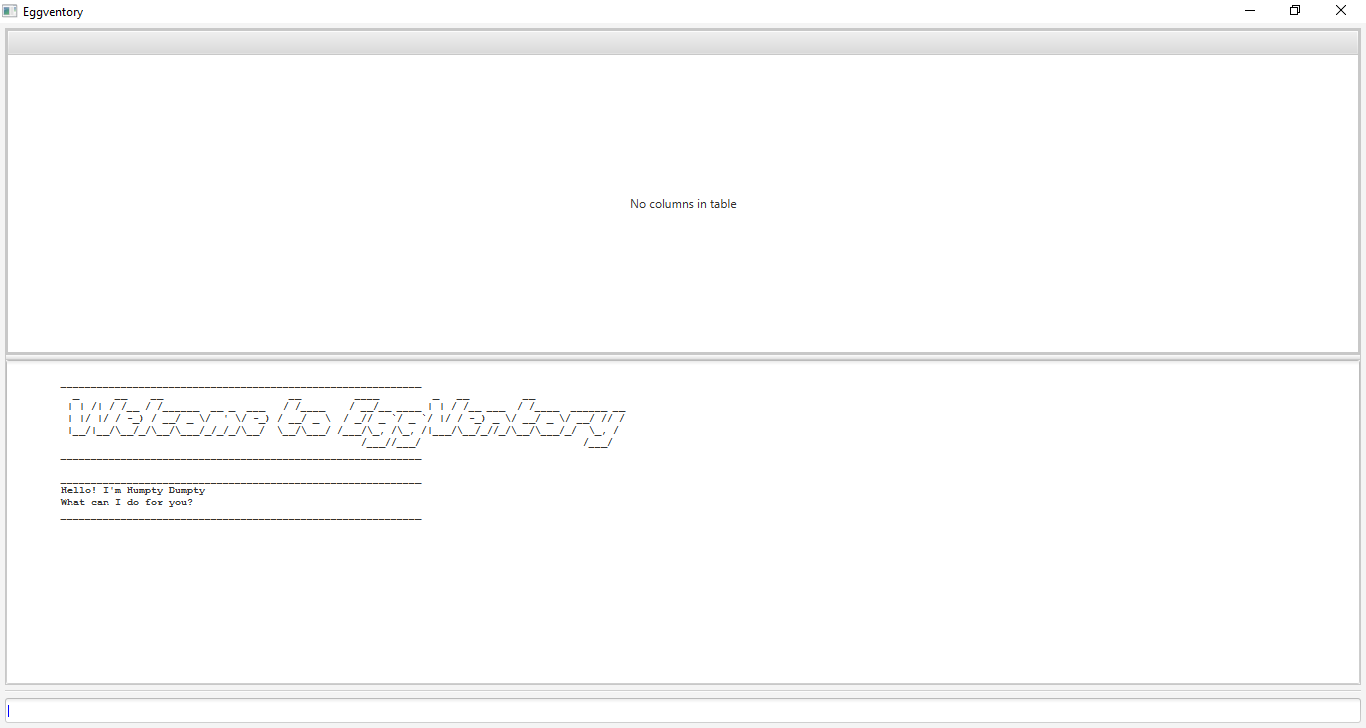 Eggventory
No columns in table
Welcome to Eggventory
Hello! I'm Humpty Dumpty
What can I do for you?